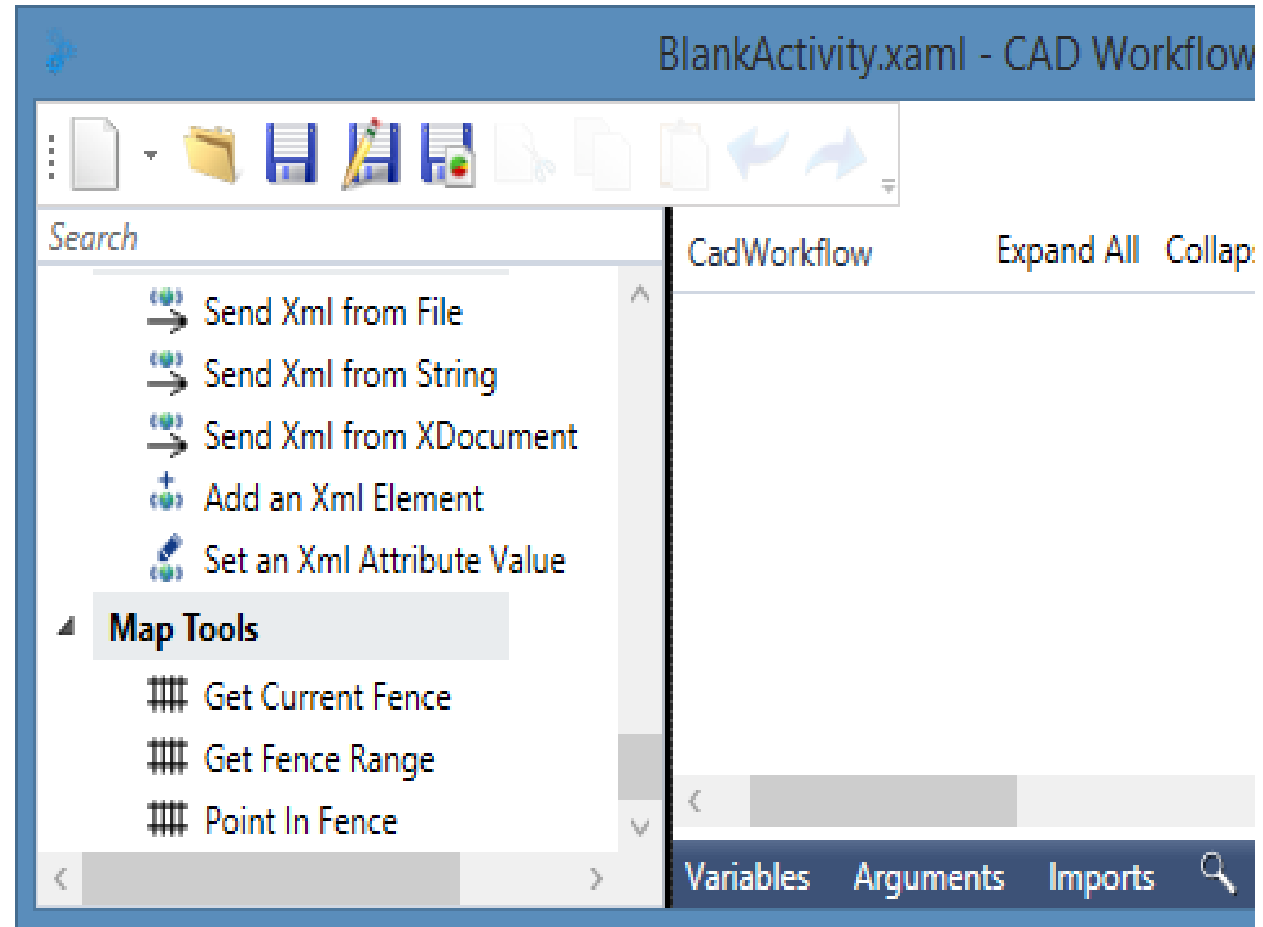 BlankActivity.xaml - CAD Workflow
Search
CadWorkflow Expand All Collaps
Send Xml from File
Send Xml from String
Send Xml from XDocument
Add an Xml Element
Set an Xml Attribute Value
Map Tools
Get Current Fence
Get Fence Range
Point In Fence
Variables Arguments Imports